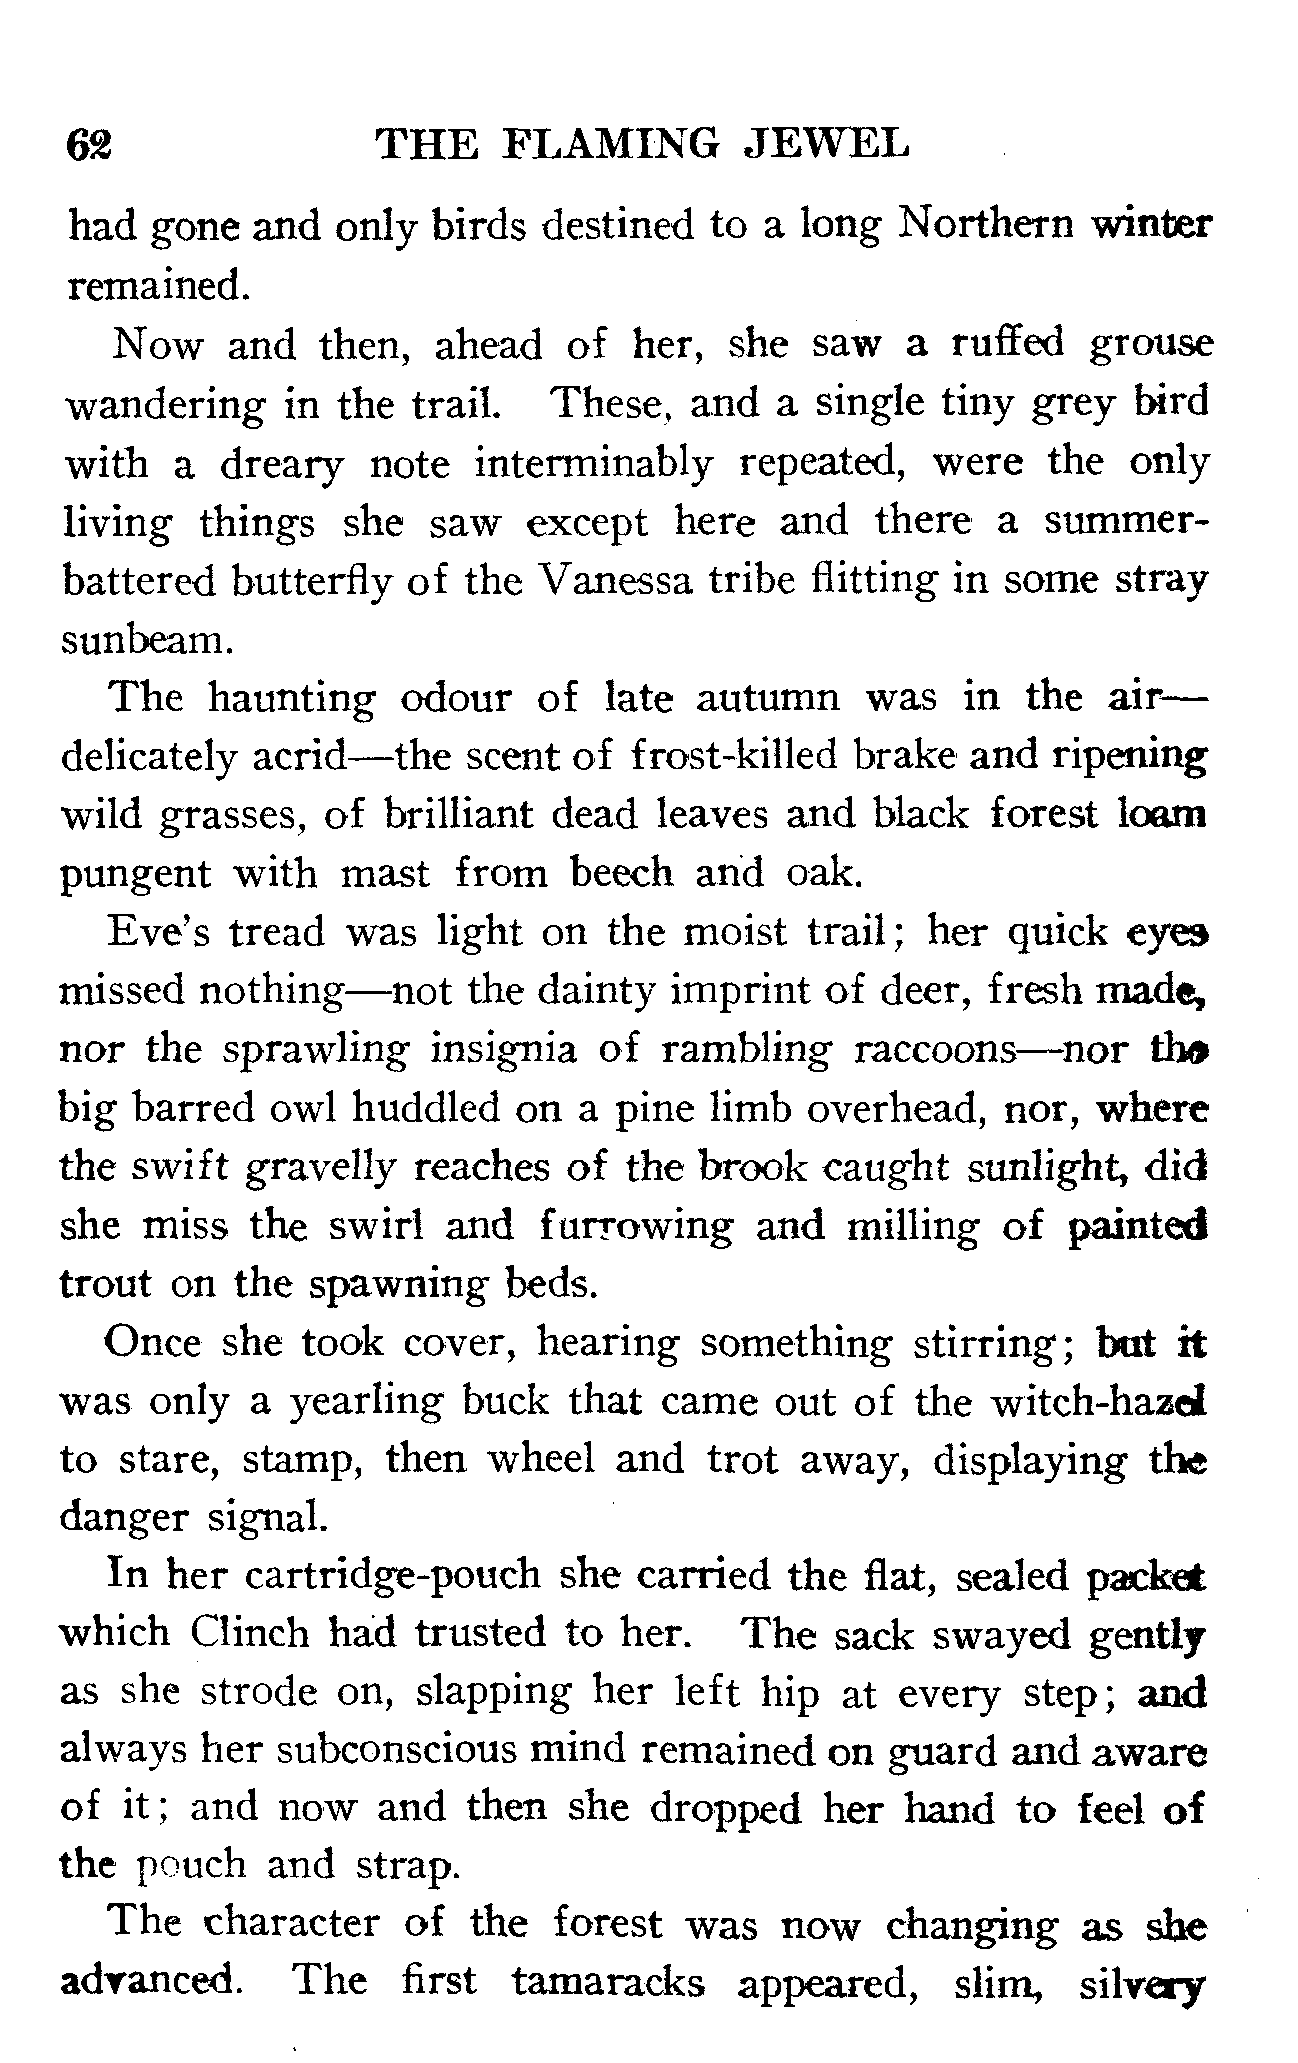 62 THE FLAMING JEWEL
had gone and only birds destined to a long Northern winter
remained.
Now and then, ahead of her, she saw a ruffed grouse
wandering in the trail. These, and a single tiny grey bird
with a dreary note interminably repeated, were the only
living things she saw except here and there a summer-
battered butterfly of the Vanessa tribe flitting in some stray
sunbeam.
The haunting odour of late autumn was in the air—
delicately acrid—the scent of frost-killed brake and ripening
wild grasses, of brilliant dead leaves and black forest loam
pungent with mast from beech and oak.
Eve's tread was light on the moist trail; her quick eyes
missed nothing—not the dainty imprint of deer, fresh made,
nor the sprawling insignia of rambling raccoons—nor the
big barred owl huddled on a pine limb overhead, nor, where
the swift gravelly reaches of the brook caught sunlight, did
she miss the swirl and furrowing and milling of painted
trout on the spawning beds.
Once she took cover, hearing something stirring; but it
was only a yearling buck that came out of the witch-hazel
to stare, stamp, then wheel and trot away, displaying the
danger signal.
In her cartridge-pouch she carried the flat, sealed packet
which Clinch had trusted to her. The sack swayed gently
as she strode on, slapping her left hip at every step; and
always her subconscious mind remained on guard and aware
of it; and now and then she dropped her hand to feel of
the pouch and strap.
The character of the forest was now changing as she
advanced. The first tamaracks appeared, slim, silvery